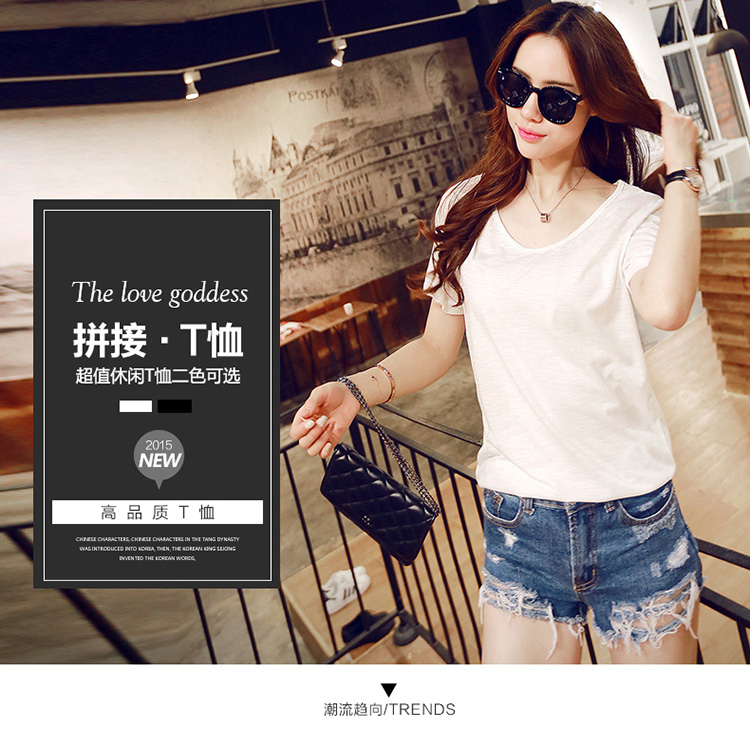 POSTKA
The love goddess
拼接·T恤
超值休闲T恤二色可选
2015
NEW
高品质T恤
CHINESE CHARACTERS, CHINESE CHARACTERS IN THE TANG DYNASTY
WAS INTRODUCED INTO KOREA, THEN, THE KOREAN KING SEJONG
INVENTED THE KOREAN WORDS,
潮流趋向/TRENDS